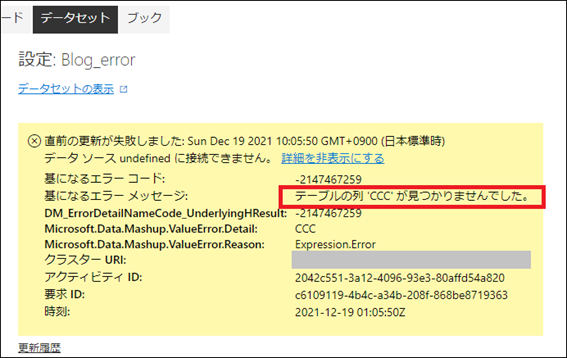 ード データセット ブック
設定: Blog_error
データセットの表示
直前の更新が失敗しました: Sun Dec 19 2021 10:05:50 GMT+0900 (日本標準時)
データ ソース undefined に接続できません。 詳細を非表示にする
基になるエラー コード: -2147467259
基になるエラー メッセージ: テーブルの列 'CCC' が見つかりませんでした。
DM_ErrorDetailNameCode_UnderlyingHResult: -2147467259
Microsoft.Data.Mashup.ValueError.Detail: CCC
Microsoft.Data.Mashup.ValueError.Reason: Expression.Error
クラスター URI:
アクティビティ ID: 2042c551-3a12-4096-93e3-80affd54a820
要求 ID: c6109119-4b4c-a34b-208f-868be8719363
時刻: 2021-12-19 01:05:50Z
更新履歴